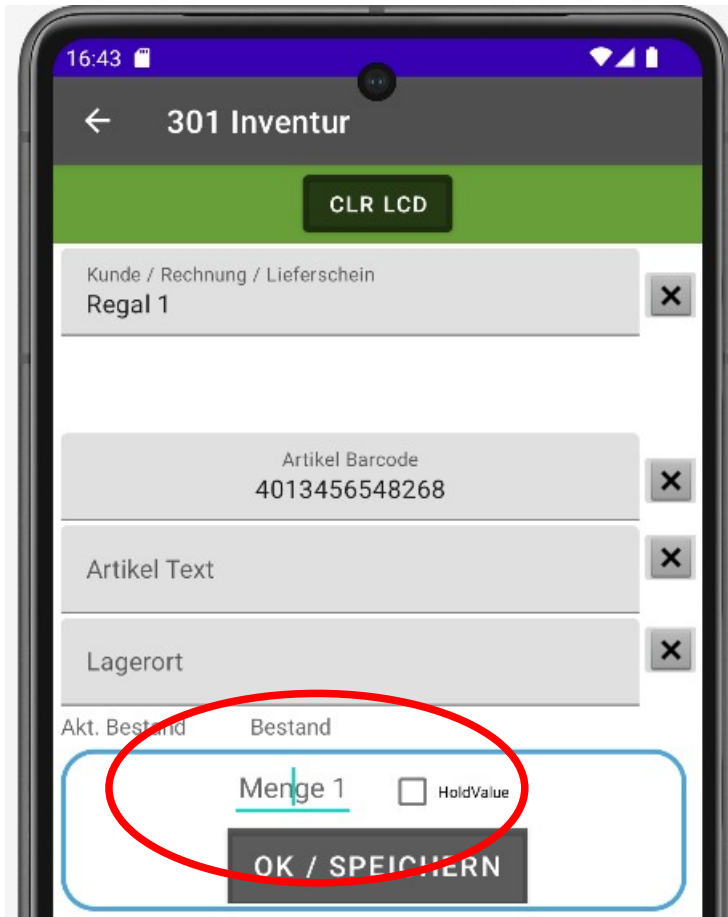 16:43
301 Inventur
CLR LCD
Kunde / Rechnung / Lieferschein
Regal 1
Artikel Barcode
4013456548268
Artikel Text
Lagerort
Akt. Bestand Bestand
Menge 1 HoldValue
OK / SPEICHERN